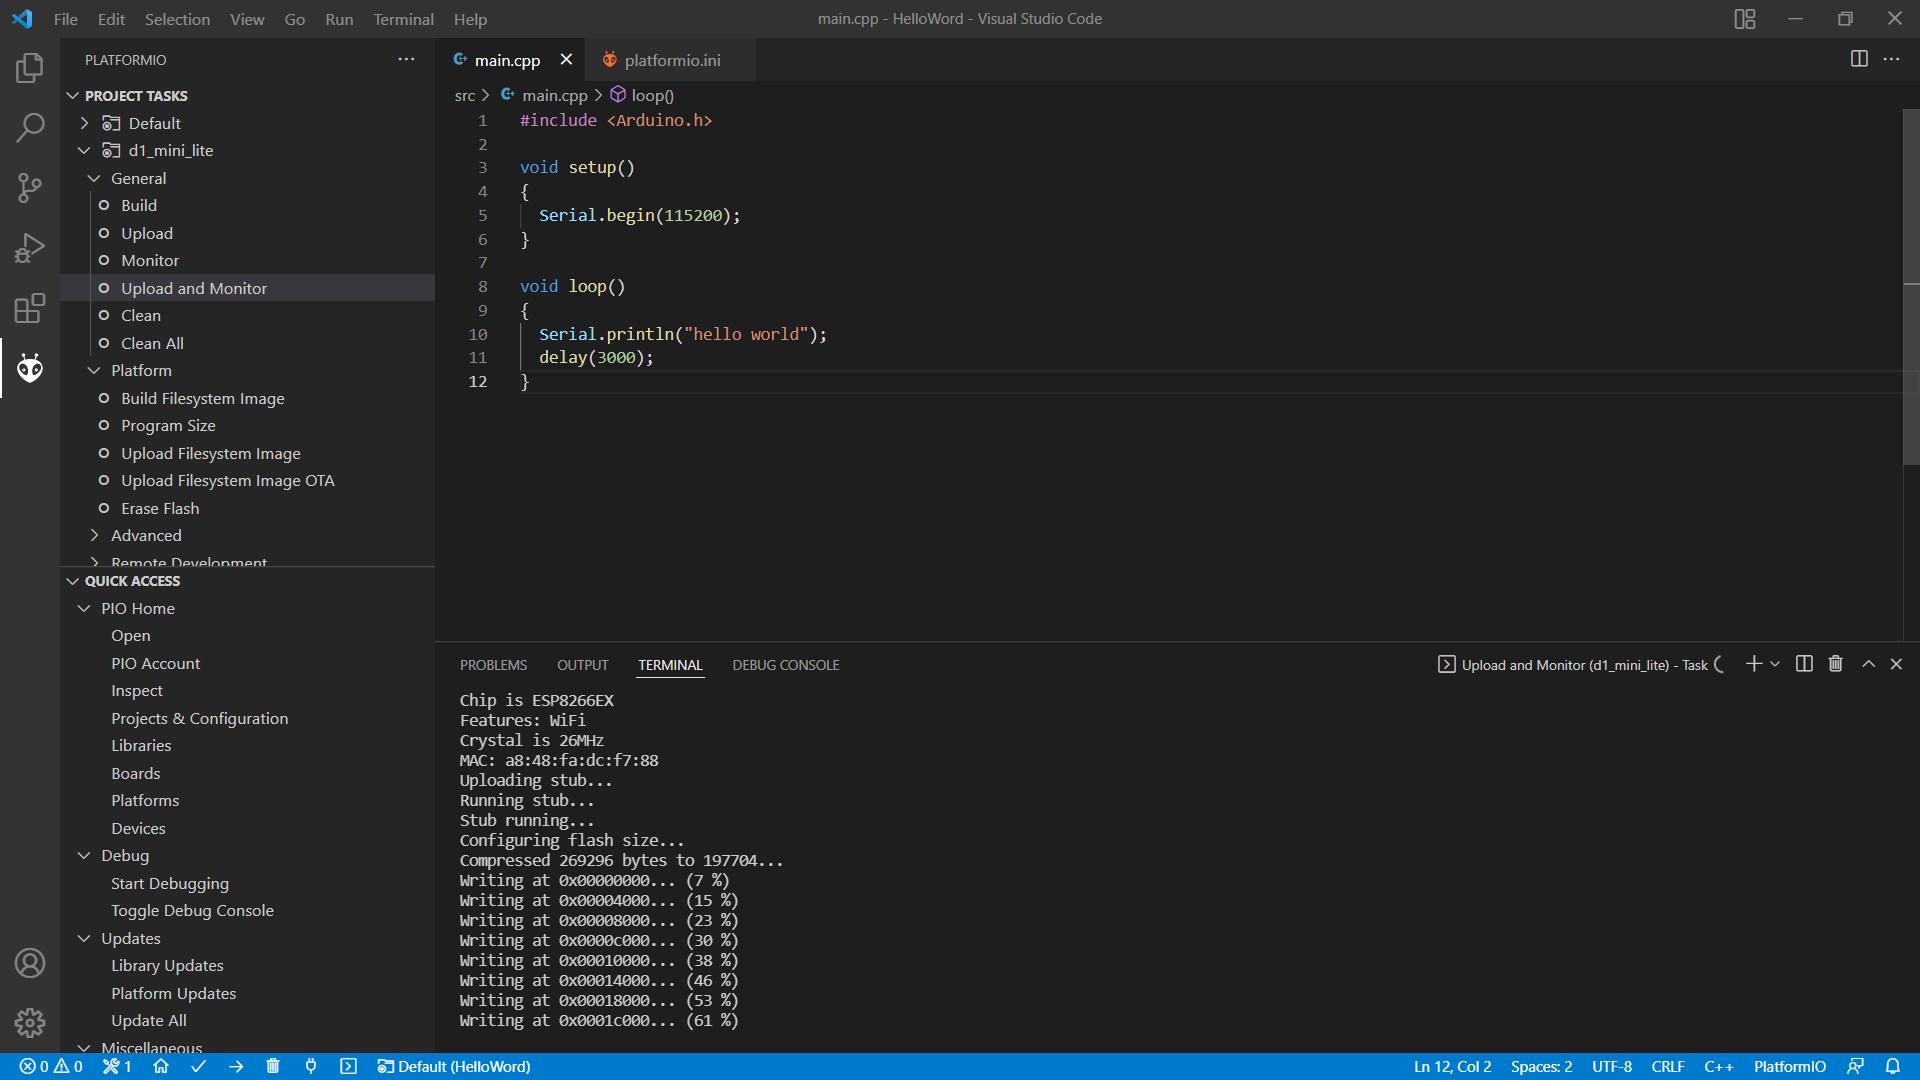 File Edit Selection View Go Run Terminal Help
main.cpp - HelloWord - Visual Studio Code
PLATFORMIO
PROJECT TASKS
Default
d1_mini_lite
General
Build
Upload
Monitor
Upload and Monitor
Clean
Clean All
Platform
Build Filesystem Image
Program Size
Upload Filesystem Image
Upload Filesystem Image OTA
Erase Flash
Advanced
Remote Development
QUICK ACCESS
PIO Home
Open
PIO Account
Inspect
Projects & Configuration
Libraries
Boards
Platforms
Devices
Debug
Start Debugging
Toggle Debug Console
Updates
Library Updates
Platform Updates
Update All
Miscellaneous
main.cpp platformio.ini
src > main.cpp > loop()
1 #include <Arduino.h>
2
3 void setup()
4 {
5 Serial.begin(115200);
6 }
7
8 void loop()
9 {
10 Serial.println("hello world");
11 delay(3000);
12 }
PROBLEMS OUTPUT TERMINAL DEBUG CONSOLE
Upload and Monitor (d1_mini_lite) - Task
Chip is ESP8266EX
Features: WiFi
Crystal is 26MHz
MAC: a8:48:fa:dc:f7:88
Uploading stub...
Running stub...
Stub running...
Configuring flash size...
Compressed 269296 bytes to 197704...
Writing at 0x00000000... (7 %)
Writing at 0x00004000... (15 %)
Writing at 0x00008000... (23 %)
Writing at 0x0000c000... (30 %)
Writing at 0x00010000... (38 %)
Writing at 0x00014000... (46 %)
Writing at 0x00018000... (53 %)
Writing at 0x0001c000... (61 %)
0 0 1 Default (HelloWord) Ln 12, Col 2 Spaces: 2 UTF-8 CRLF C++ PlatformIO